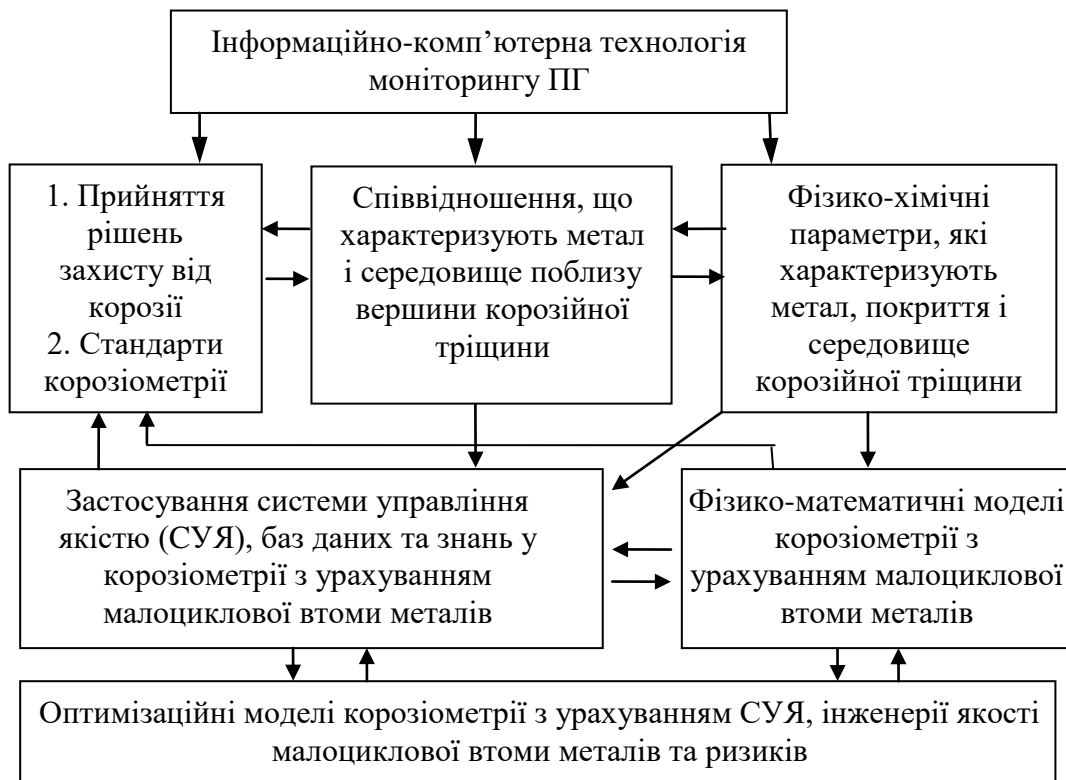 Інформаційно-комп’ютерна технологія
моніторингу ПГ
1. Прийняття
рішень
захисту від
корозії
2. Стандарти
корозіометрії
Співвідношення, що
характеризують метал
і середовище поблизу
вершини корозійної
тріщини
Фізико-хімічні
параметри, які
характеризують
метал, покриття і
середовище
корозійної тріщини
Застосування системи управління
якістю (СУЯ), баз даних та знань у
корозіометрії з урахуванням
малоциклової втоми металів
Фізико-математичні моделі
корозіометрії з
урахуванням малоциклової
втоми металів
Оптимізаційні моделі корозіометрії з урахуванням СУЯ, інженерії якості
малоциклової втоми металів та ризиків